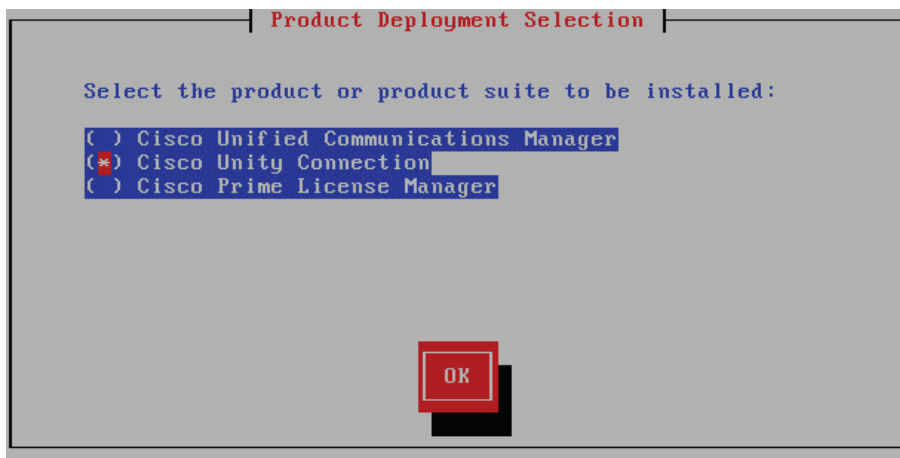 Product Deployment Selection
Select the product or product suite to be installed:
( ) Cisco Unified Communications Manager
(*) Cisco Unity Connection
( ) Cisco Prime License Manager
OK